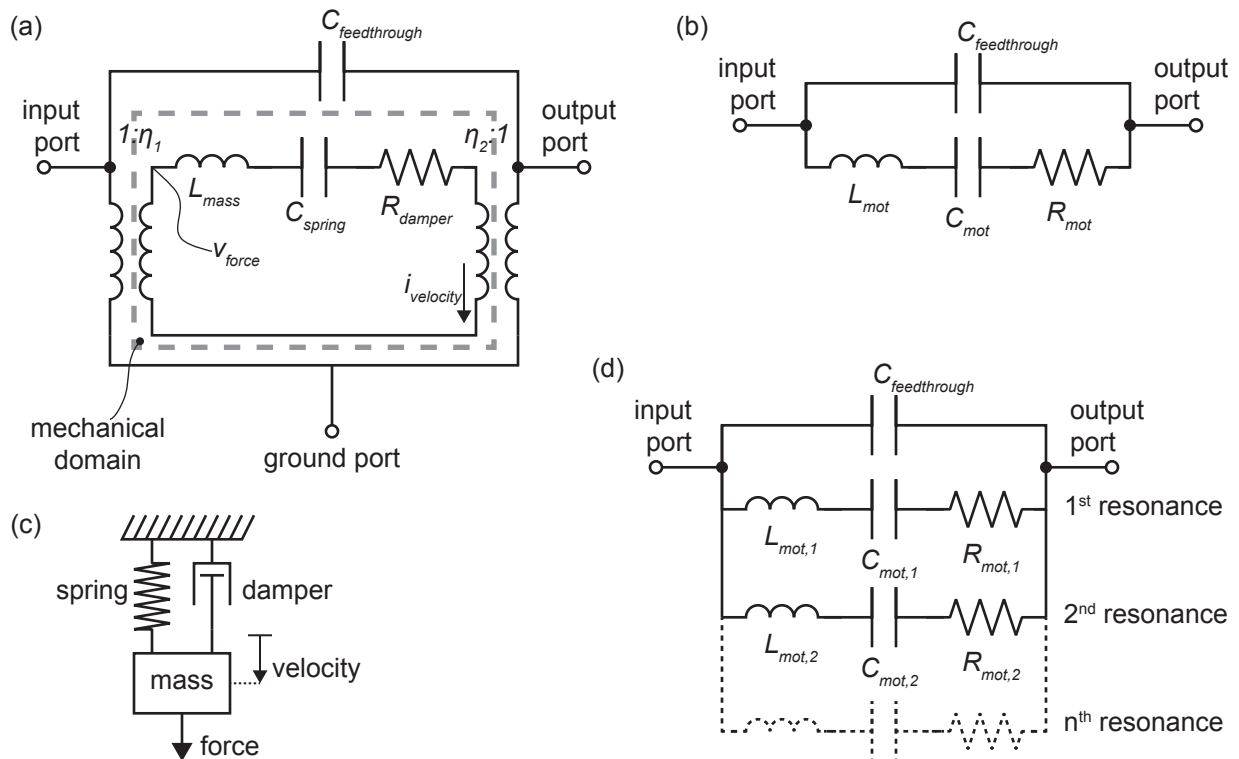 (a)
C_feedthrough
input
port
1:η₁
η₂:1
output
port
L_mass
C_spring
R_damper
v_force
i_velocity
mechanical
domain
ground port
(b)
C_feedthrough
input
port
output
port
L_mot
C_mot
R_mot
(c)
spring
damper
mass
velocity
force
(d)
C_feedthrough
input
port
output
port
1st resonance
L_mot,1
C_mot,1
R_mot,1
2nd resonance
L_mot,2
C_mot,2
R_mot,2
nth resonance